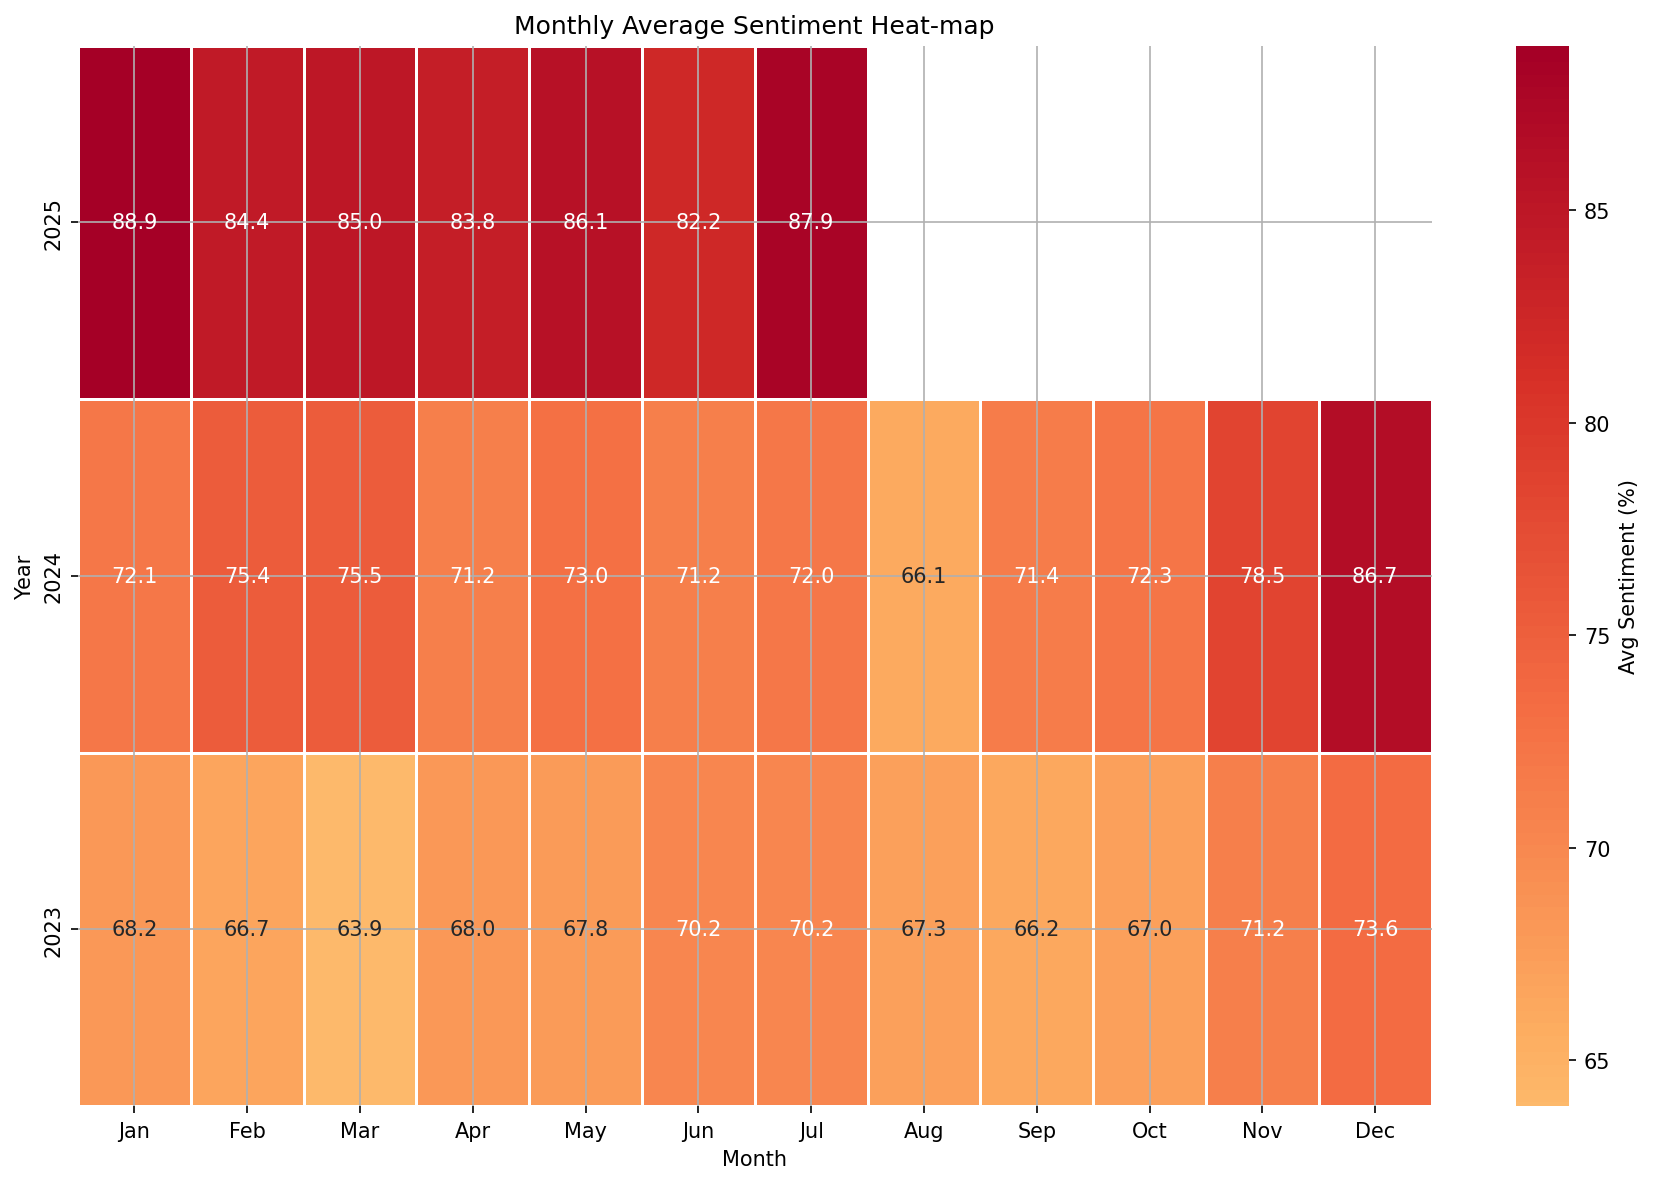 Monthly Average Sentiment Heat-map
2025
88.9 84.4 85.0 83.8 86.1 82.2 87.9
2024
72.1 75.4 75.5 71.2 73.0 71.2 72.0 66.1 71.4 72.3 78.5 86.7
2023
68.2 66.7 63.9 68.0 67.8 70.2 70.2 67.3 66.2 67.0 71.2 73.6
Year
Jan Feb Mar Apr May Jun Jul Aug Sep Oct Nov Dec
Month
85
80
75
70
65
Avg Sentiment (%)